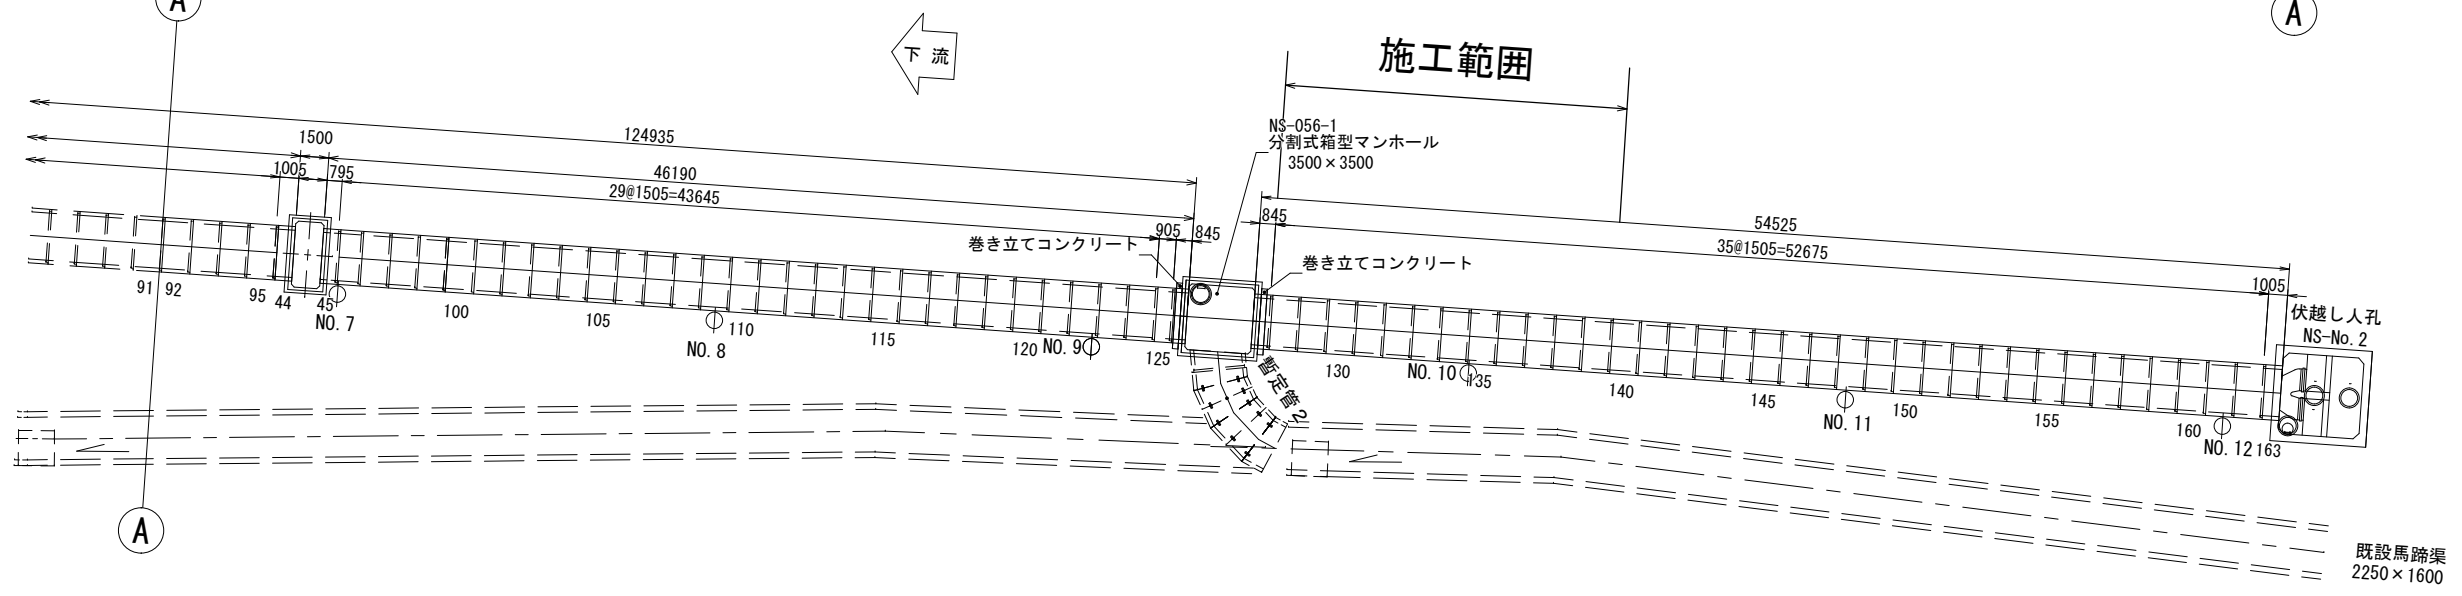 A
A
下 流
施工範囲
NS-056-1
分割式箱型マンホール
3500×3500
124935
1500
46190
1005
795
29@1505=43645
905
845
845
54525
35@1505=52675
1005
巻き立てコンクリート
巻き立てコンクリート
伏越し人孔
NS-No.2
91
92
95
44
45
NO.7
100
105
NO.8
110
115
120
NO.9
125
暫定管2
130
NO.10
135
140
145
NO.11
150
155
160
NO.12
163
A
既設馬蹄渠
2250×1600